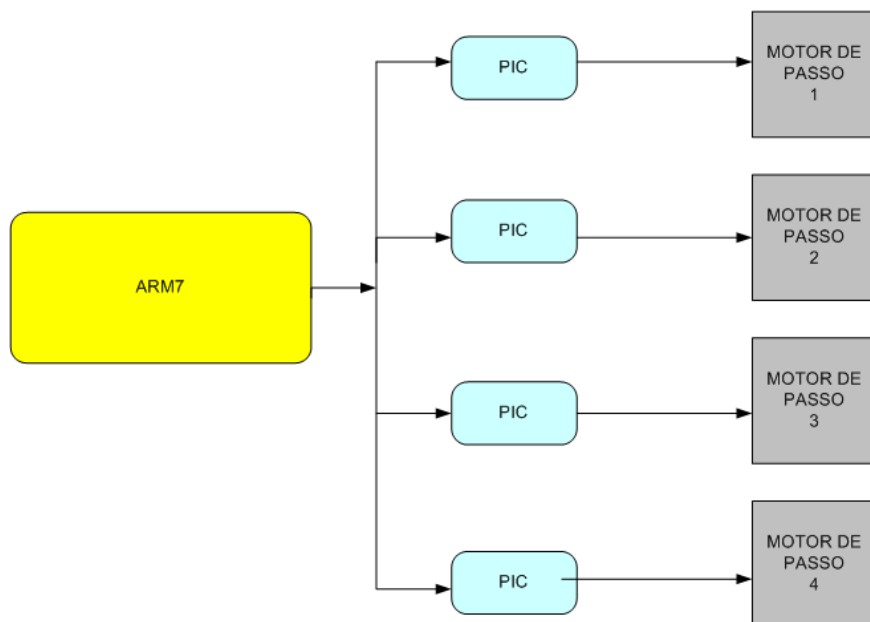 PIC
MOTOR DE
PASSO
1
PIC
MOTOR DE
PASSO
2
ARM7
PIC
MOTOR DE
PASSO
3
PIC
MOTOR DE
PASSO
4